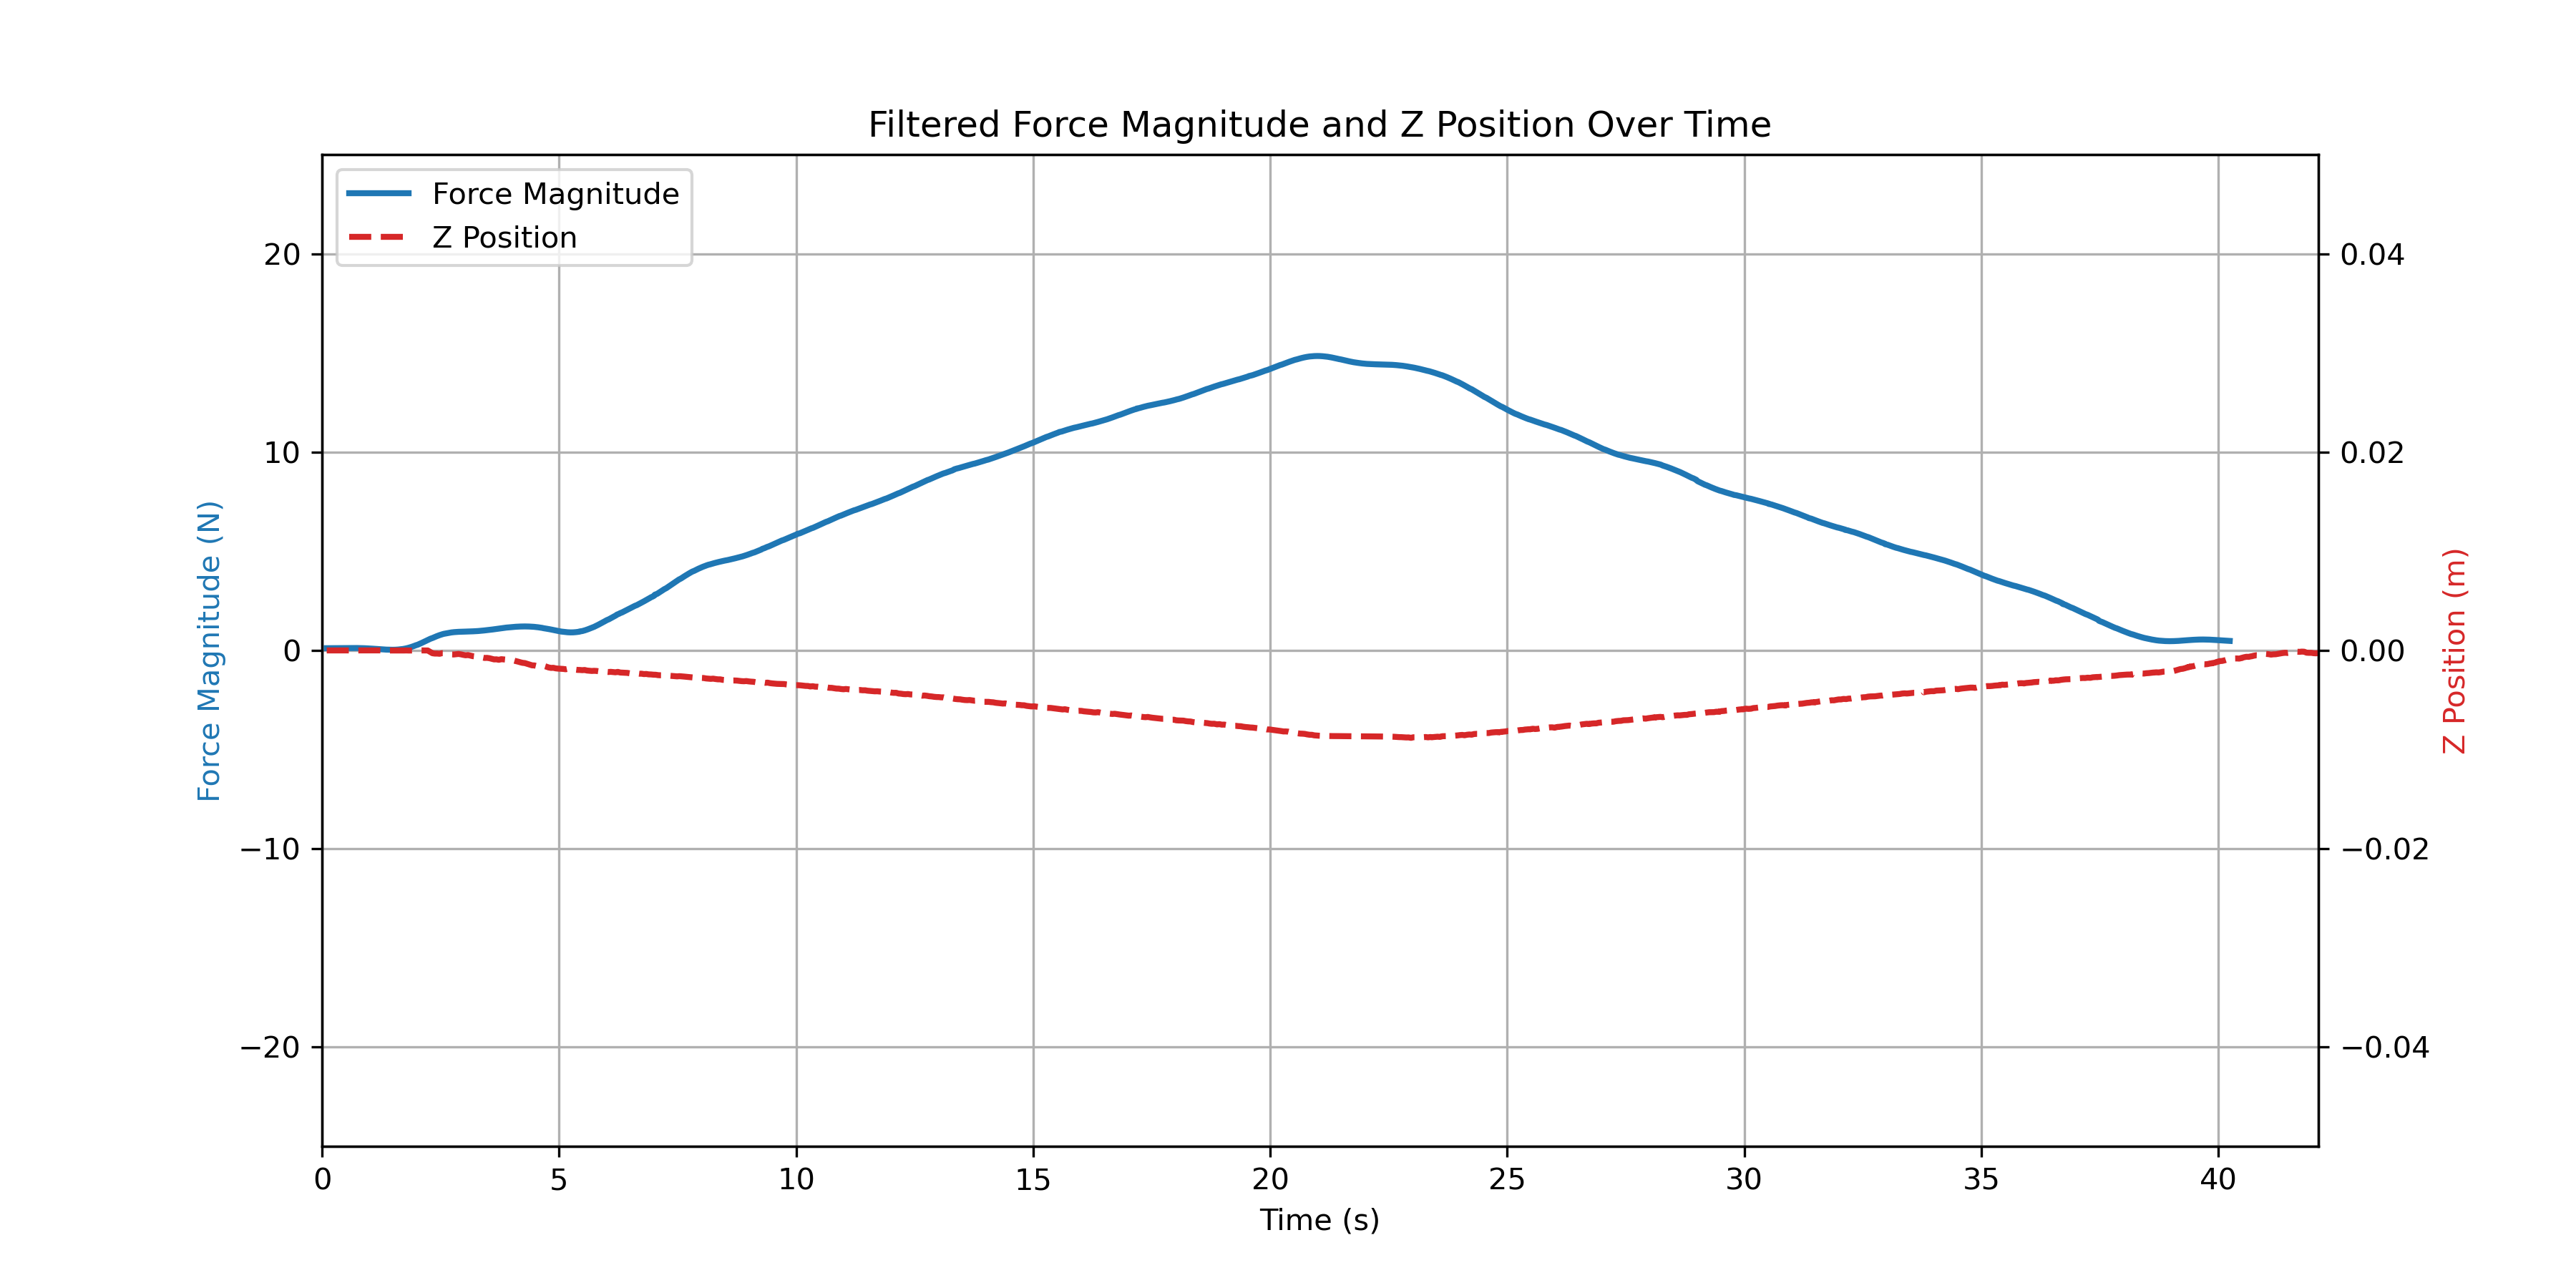 Filtered Force Magnitude and Z Position Over Time
Force Magnitude
Z Position
20
10
0
−10
−20
Force Magnitude (N)
0.04
0.02
0.00
−0.02
−0.04
Z Position (m)
0 5 10 15 20 25 30 35 40
Time (s)